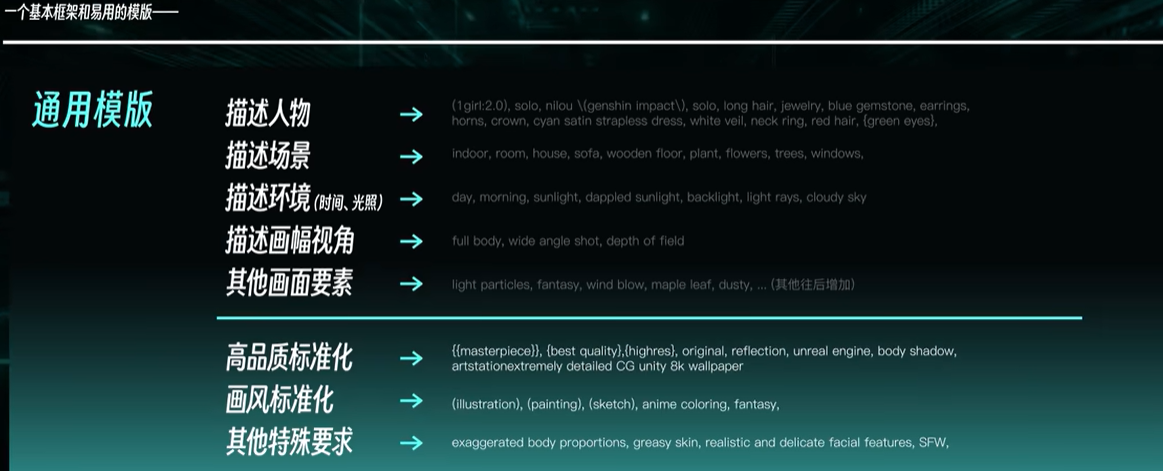 一个基本框架和易用的模版——
通用模版
描述人物
(1girl:2.0), solo, nilou \(genshin impact\), solo, long hair, jewelry, blue gemstone, earrings,
horns, crown, cyan satin strapless dress, white veil, neck ring, red hair, {green eyes},
描述场景
indoor, room, house, sofa, wooden floor, plant, flowers, trees, windows,
描述环境(时间、光照)
day, morning, sunlight, dappled sunlight, backlight, light rays, cloudy sky
描述画幅视角
full body, wide angle shot, depth of field
其他画面要素
light particles, fantasy, wind blow, maple leaf, dusty, ... (其他往后增加)
高品质标准化
{{masterpiece}}, {best quality},{highres}, original, reflection, unreal engine, body shadow,
artstationextremely detailed CG unity 8k wallpaper
画风标准化
(illustration), (painting), (sketch), anime coloring, fantasy,
其他特殊要求
exaggerated body proportions, greasy skin, realistic and delicate facial features, SFW,